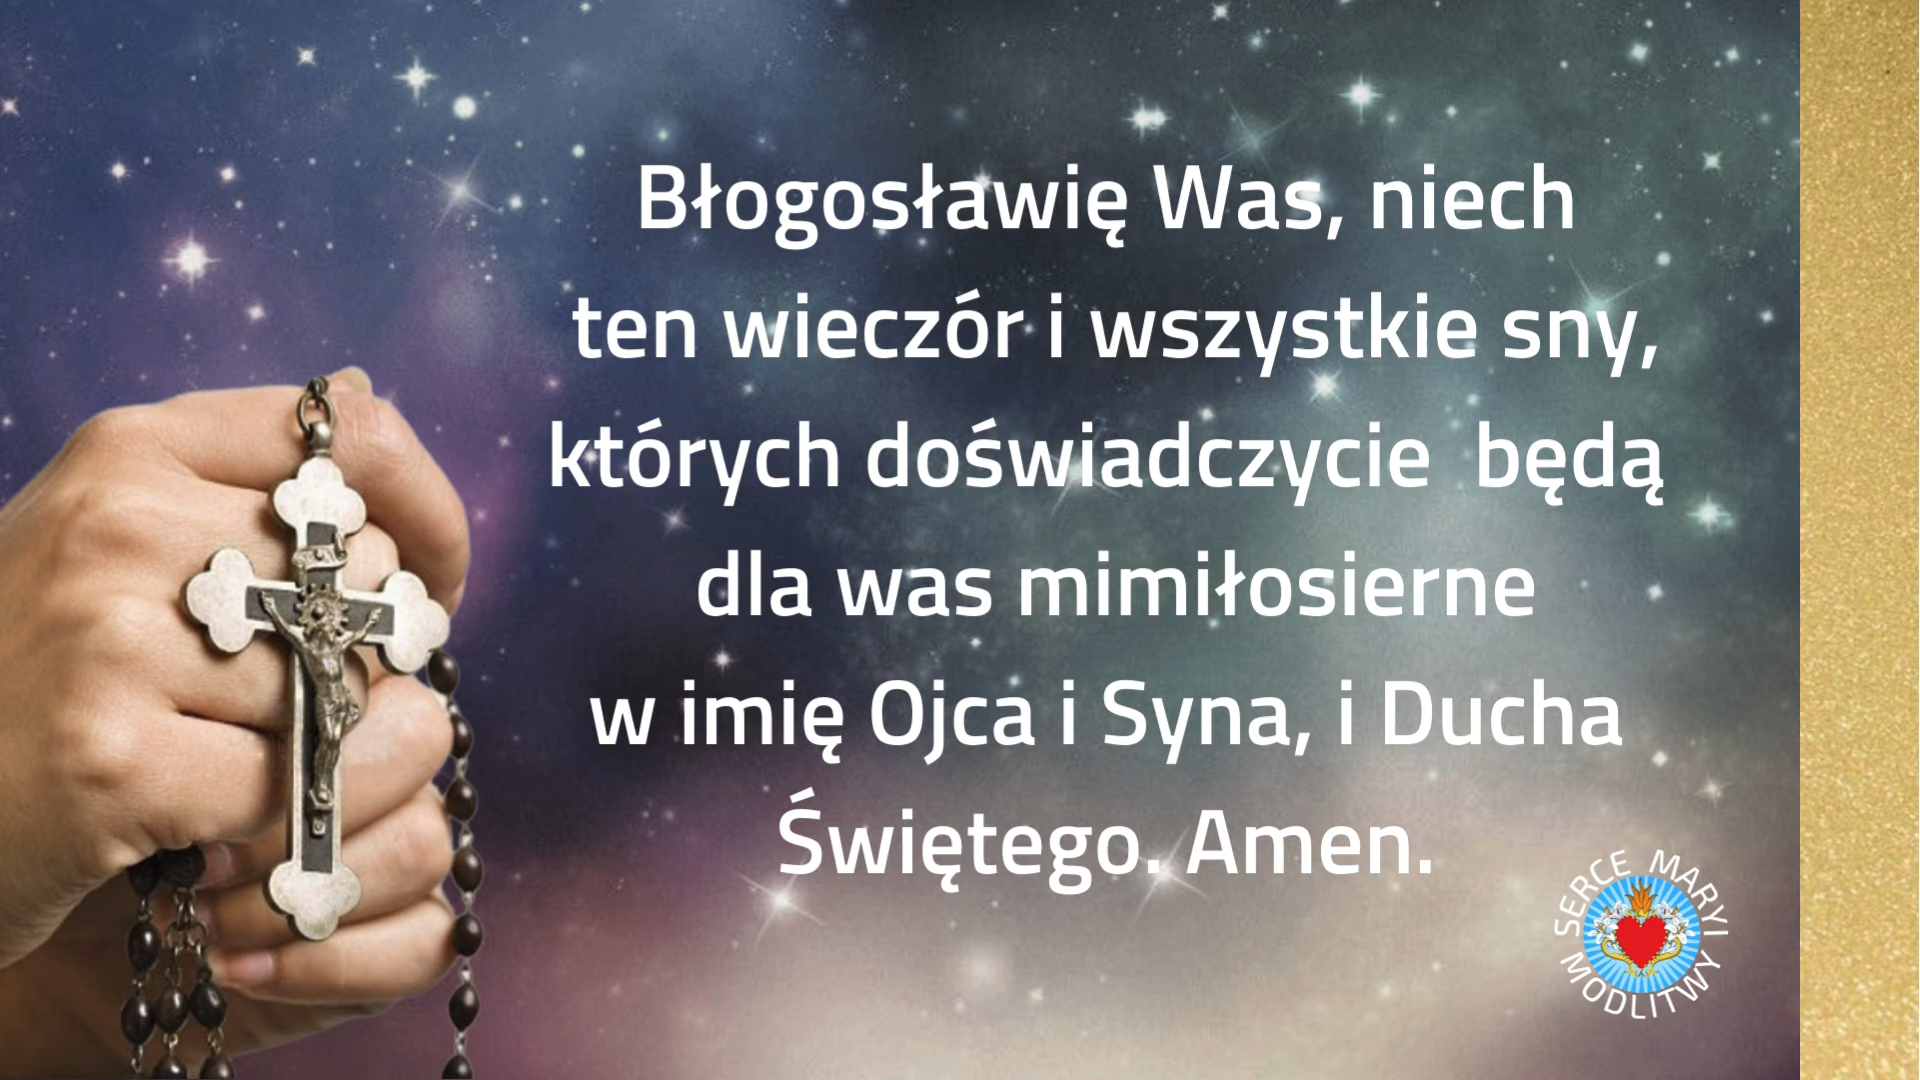 Błogosławię Was, niech
ten wieczór i wszystkie sny,
których doświadczycie  będą
dla was mimiłosierne
w imię Ojca i Syna, i Ducha
Świętego. Amen.
SERCE MARYI
MODLITWY